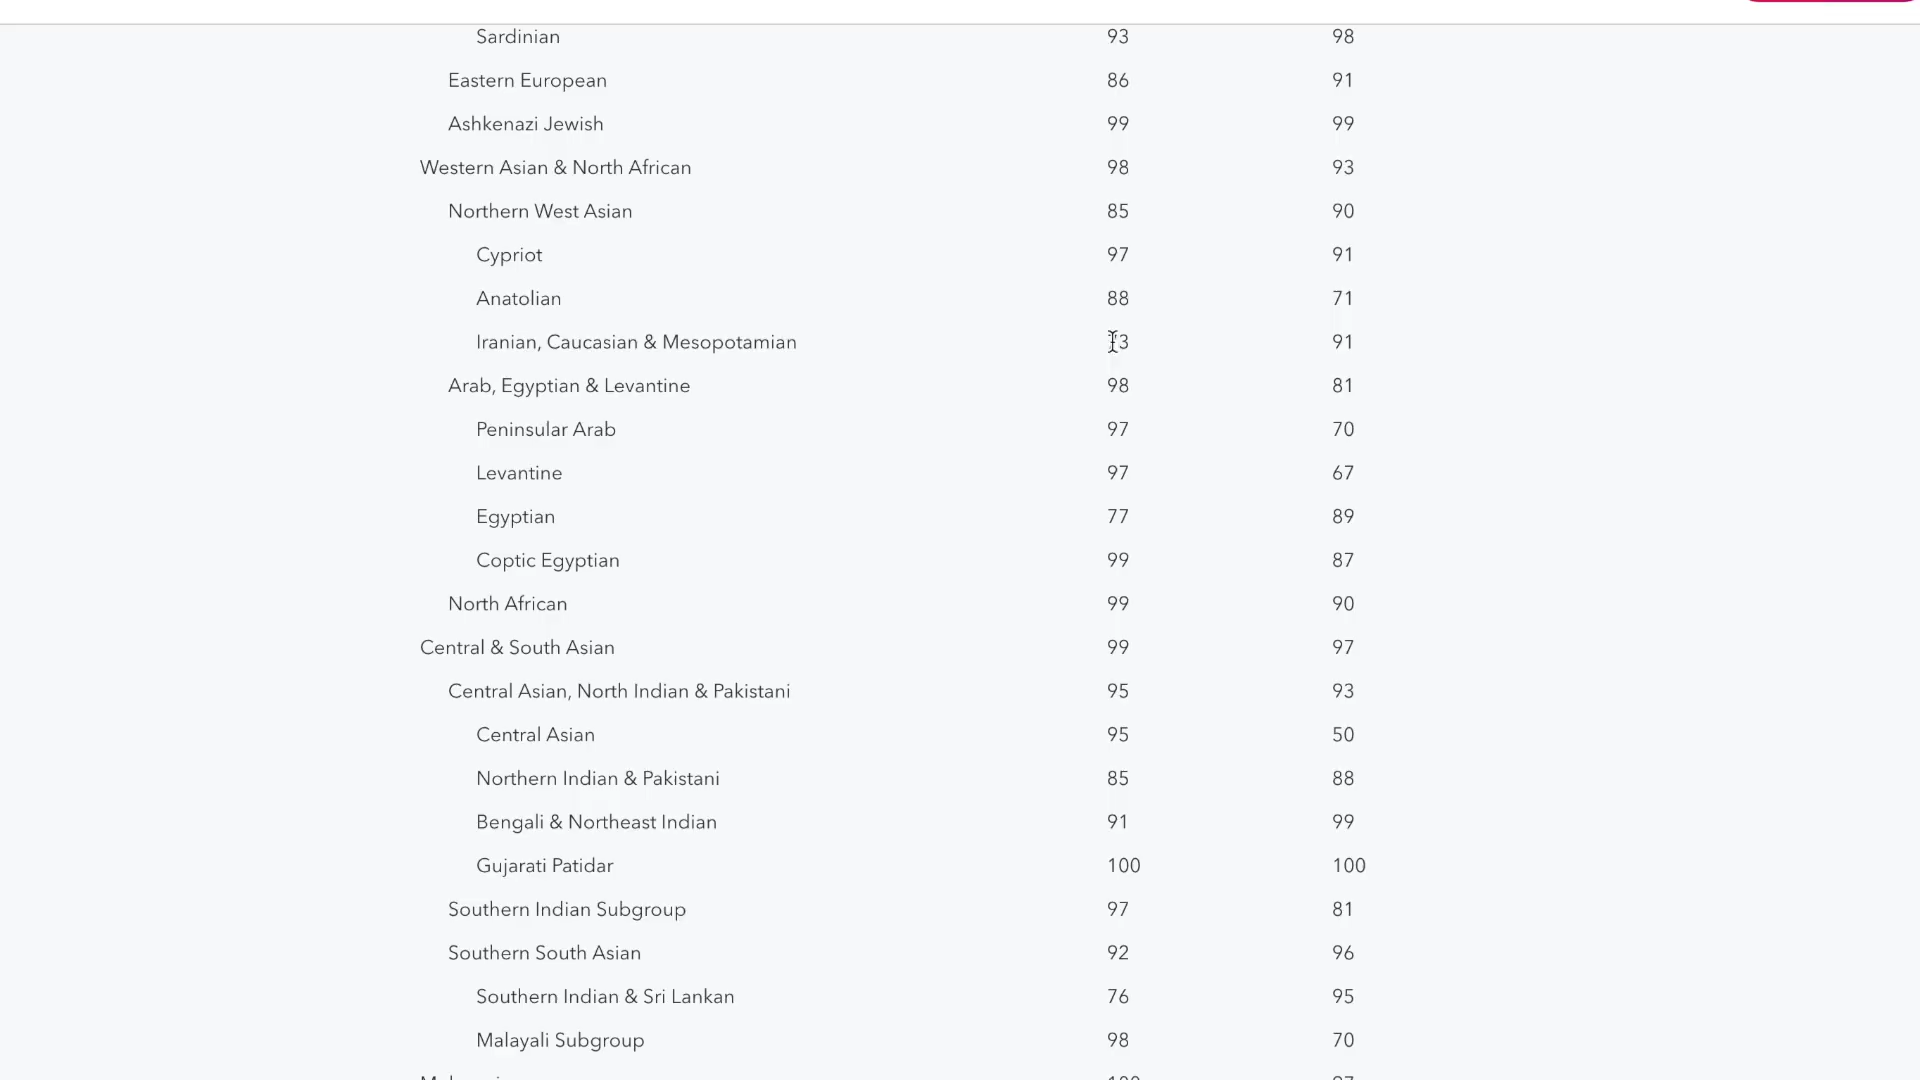 Sardinian 93 98
Eastern European 86 91
Ashkenazi Jewish 99 99
Western Asian & North African 98 93
Northern West Asian 85 90
Cypriot 97 91
Anatolian 88 71
Iranian, Caucasian & Mesopotamian 91
Arab, Egyptian & Levantine 98 81
Peninsular Arab 97 70
Levantine 97 67
Egyptian 77 89
Coptic Egyptian 99 87
North African 99 90
Central & South Asian 99 97
Central Asian, North Indian & Pakistani 95 93
Central Asian 95 50
Northern Indian & Pakistani 85 88
Bengali & Northeast Indian 91 99
Gujarati Patidar 100 100
Southern Indian Subgroup 97 81
Southern South Asian 92 96
Southern Indian & Sri Lankan 76 95
Malayali Subgroup 98 70